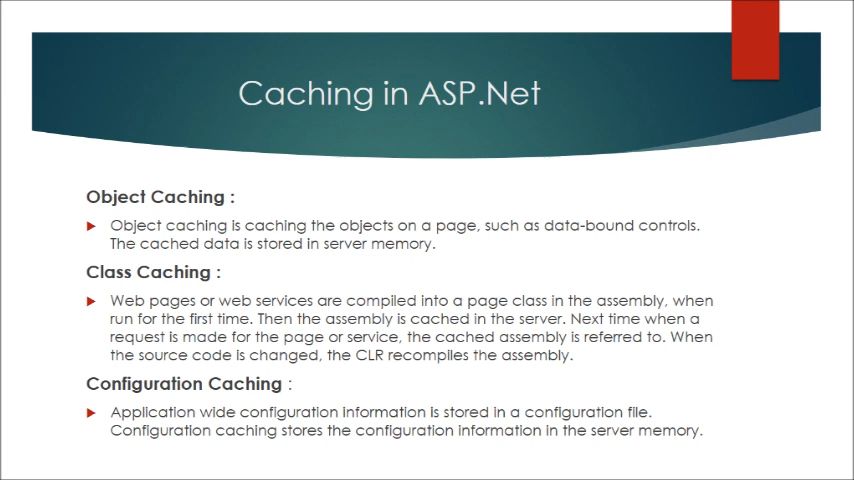 Caching in ASP.Net
Object Caching :
Object caching is caching the objects on a page, such as data-bound controls.
The cached data is stored in server memory.
Class Caching :
Web pages or web services are compiled into a page class in the assembly, when
run for the first time. Then the assembly is cached in the server. Next time when a
request is made for the page or service, the cached assembly is referred to. When
the source code is changed, the CLR recompiles the assembly.
Configuration Caching :
Application wide configuration information is stored in a configuration file.
Configuration caching stores the configuration information in the server memory.